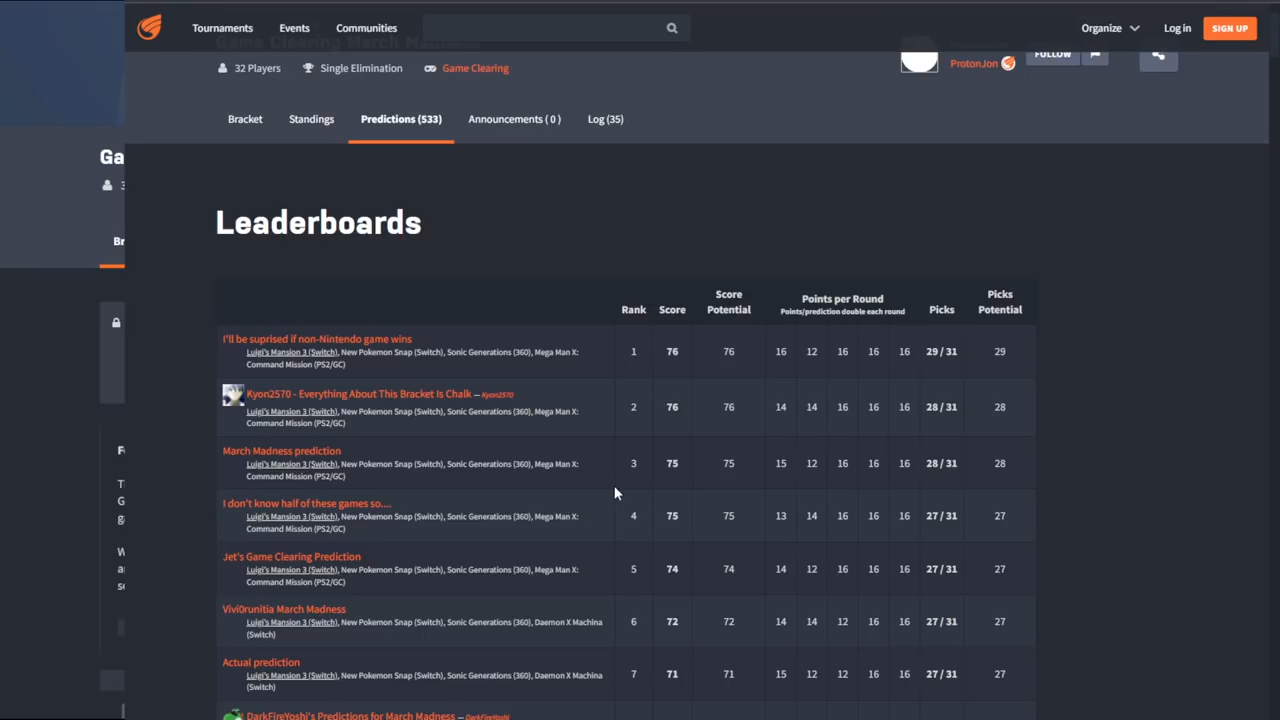 Tournaments Events Communities Organize Log in SIGN UP
Game Clearing March Madness
32 Players Single Elimination Game Clearing ProtonJon FOLLOW
Bracket Standings Predictions (533) Announcements ( 0 ) Log (35)
Ga
3
Br
Leaderboards
Rank Score Score Potential Points per Round Points/prediction double each round Picks Picks Potential
I'll be suprised if non-Nintendo game wins
Luigi's Mansion 3 (Switch), New Pokemon Snap (Switch), Sonic Generations (360), Mega Man X: 1 76 76 16 12 16 16 16 29 / 31 29
Command Mission (PS2/GC)
Kyon2570 - Everything About This Bracket Is Chalk — Kyon2570
Luigi's Mansion 3 (Switch), New Pokemon Snap (Switch), Sonic Generations (360), Mega Man X: 2 76 76 14 14 16 16 16 28 / 31 28
Command Mission (PS2/GC)
March Madness prediction
Luigi's Mansion 3 (Switch), New Pokemon Snap (Switch), Sonic Generations (360), Mega Man X: 3 75 75 15 12 16 16 16 28 / 31 28
Command Mission (PS2/GC)
I don't know half of these games so....
Luigi's Mansion 3 (Switch), New Pokemon Snap (Switch), Sonic Generations (360), Mega Man X: 4 75 75 13 14 16 16 16 27 / 31 27
Command Mission (PS2/GC)
Jet's Game Clearing Prediction
Luigi's Mansion 3 (Switch), New Pokemon Snap (Switch), Sonic Generations (360), Mega Man X: 5 74 74 14 12 16 16 16 27 / 31 27
Command Mission (PS2/GC)
Vivi0runitia March Madness
Luigi's Mansion 3 (Switch), New Pokemon Snap (Switch), Sonic Generations (360), Daemon X Machina 6 72 72 14 14 12 16 16 27 / 31 27
(Switch)
Actual prediction
Luigi's Mansion 3 (Switch), New Pokemon Snap (Switch), Sonic Generations (360), Daemon X Machina 7 71 71 15 12 12 16 16 27 / 31 27
(Switch)
DarkFireYoshi's Predictions for March Madness — DarkFireYoshi